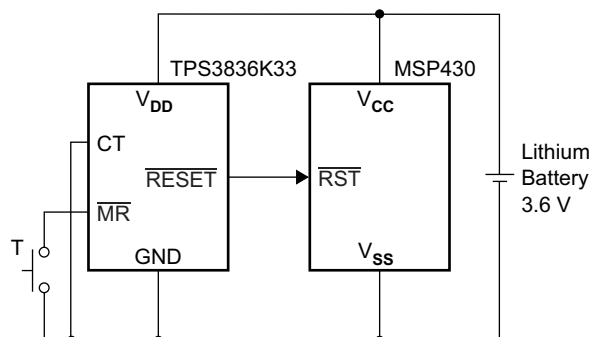 TPS3836K33
MSP430
VDD
VCC
CT
RESET
RST
MR
T
GND
VSS
Lithium
Battery
3.6 V